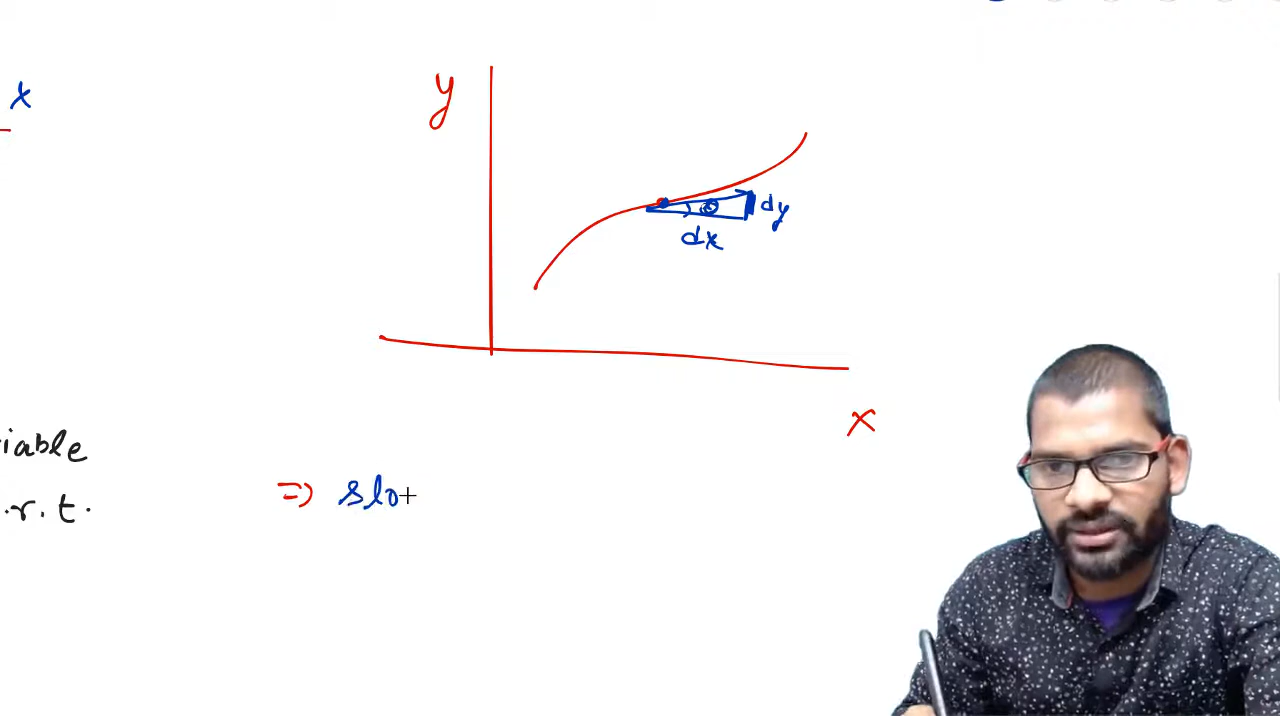 x
y
dy
dx
x
iable
.r.t.
=> slo